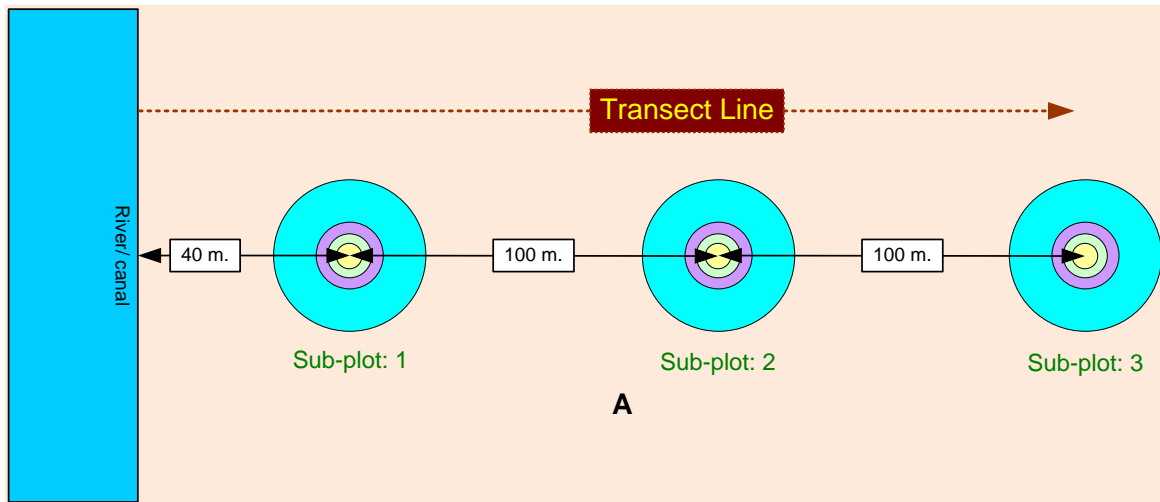 Transect Line
River/ canal
40 m.
100 m.
100 m.
Sub-plot: 1
Sub-plot: 2
Sub-plot: 3
A